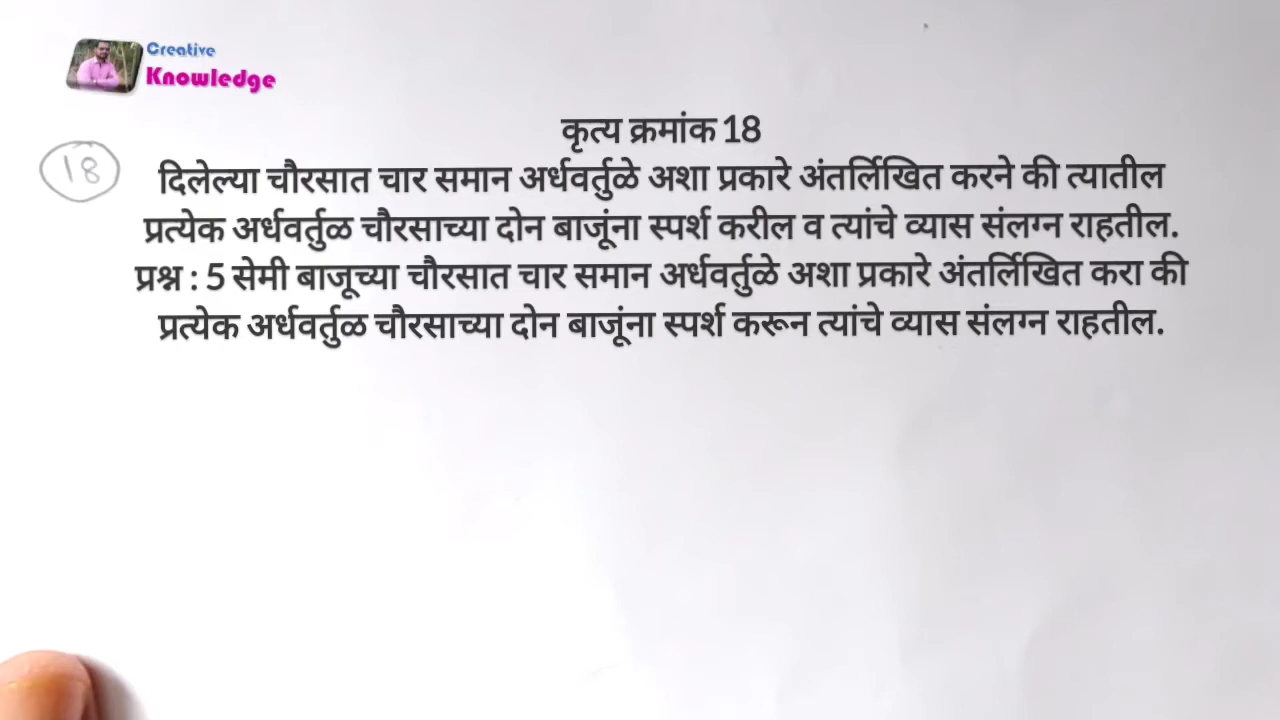 Creative
Knowledge
कृत्य क्रमांक 18
18
दिलेल्या चौरसात चार समान अर्धवर्तुळे अशा प्रकारे अंतर्लिखित करने की त्यातील
प्रत्येक अर्धवर्तुळ चौरसाच्या दोन बाजूंना स्पर्श करील व त्यांचे व्यास संलग्न राहतील.
प्रश्न : 5 सेमी बाजूच्या चौरसात चार समान अर्धवर्तुळे अशा प्रकारे अंतर्लिखित करा की
प्रत्येक अर्धवर्तुळ चौरसाच्या दोन बाजूंना स्पर्श करून त्यांचे व्यास संलग्न राहतील.